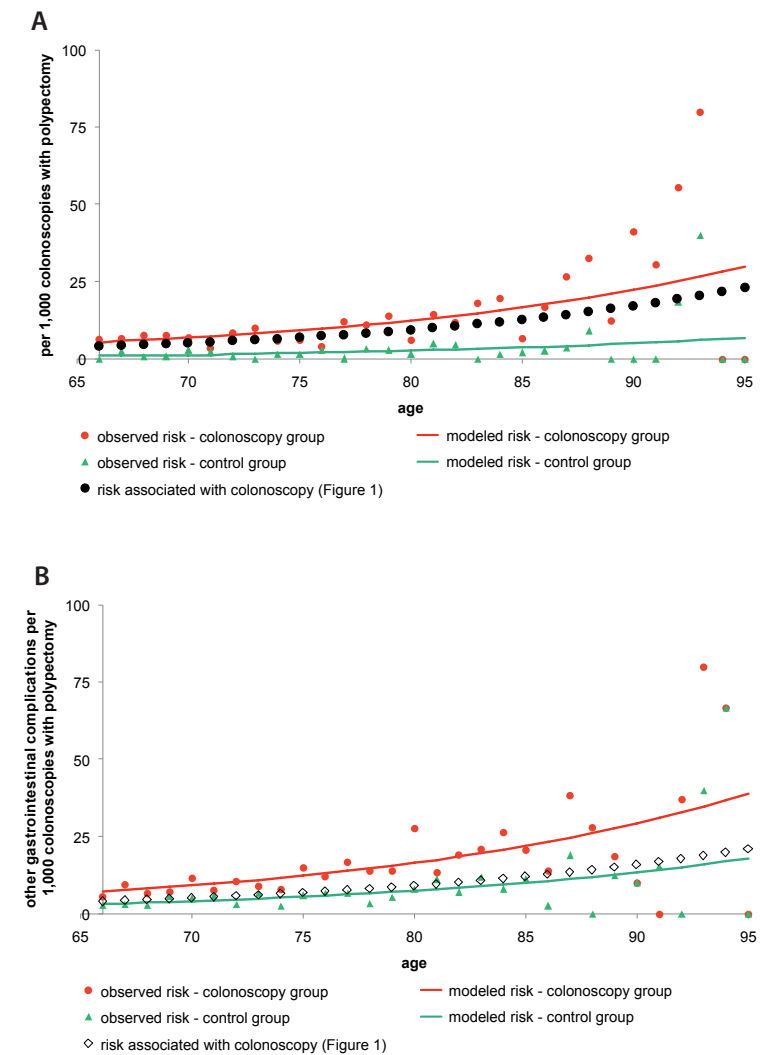 A
per 1,000 colonoscopies with polypectomy
100
75
50
25
0
65 70 75 80 85 90 95
age
observed risk - colonoscopy group modeled risk - colonoscopy group
observed risk - control group modeled risk - control group
risk associated with colonoscopy (Figure 1)
B
other gastrointestinal complications per
1,000 colonoscopies with polypectomy
100
75
50
25
0
65 70 75 80 85 90 95
age
observed risk - colonoscopy group modeled risk - colonoscopy group
observed risk - control group modeled risk - control group
risk associated with colonoscopy (Figure 1)